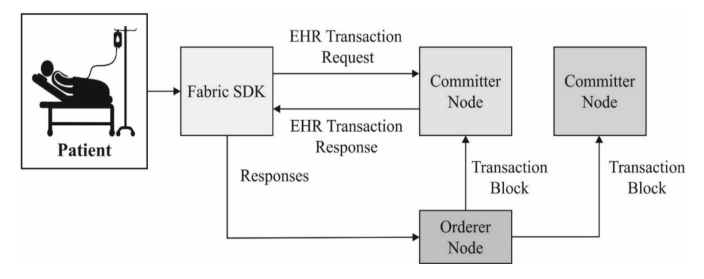 EHR Transaction
Request
Fabric SDK
Committer
Node
Committer
Node
EHR Transaction
Response
Patient
Responses
Transaction
Block
Transaction
Block
Orderer
Node